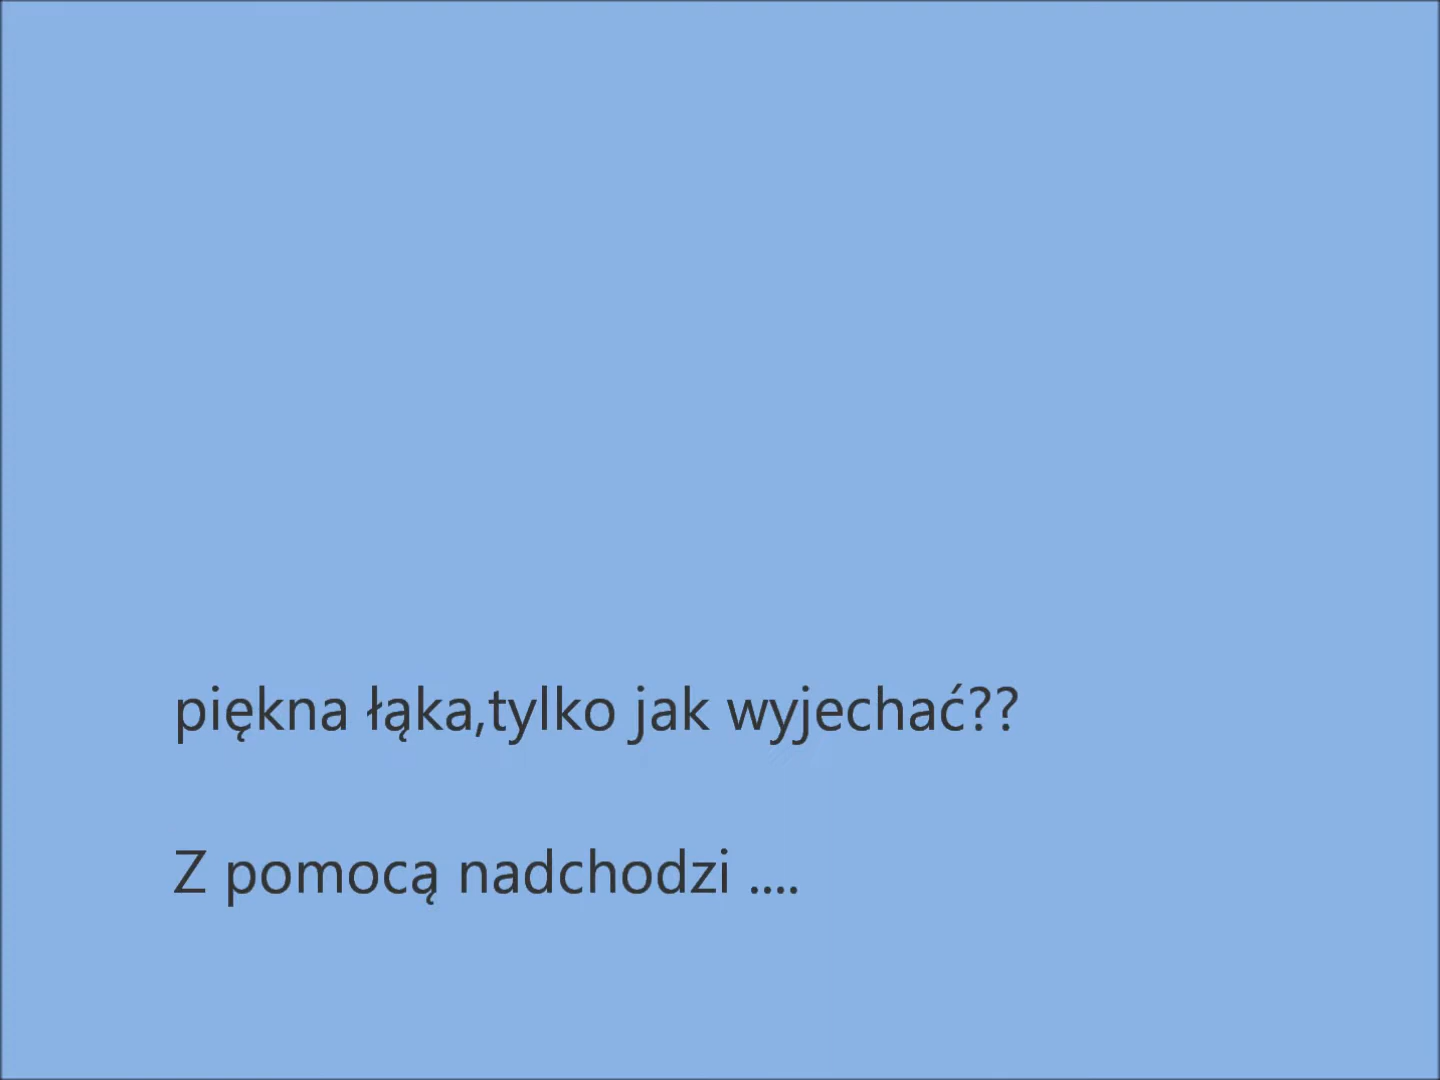 piękna łąka,tylko jak wyjechać??
Z pomocą nadchodzi ....